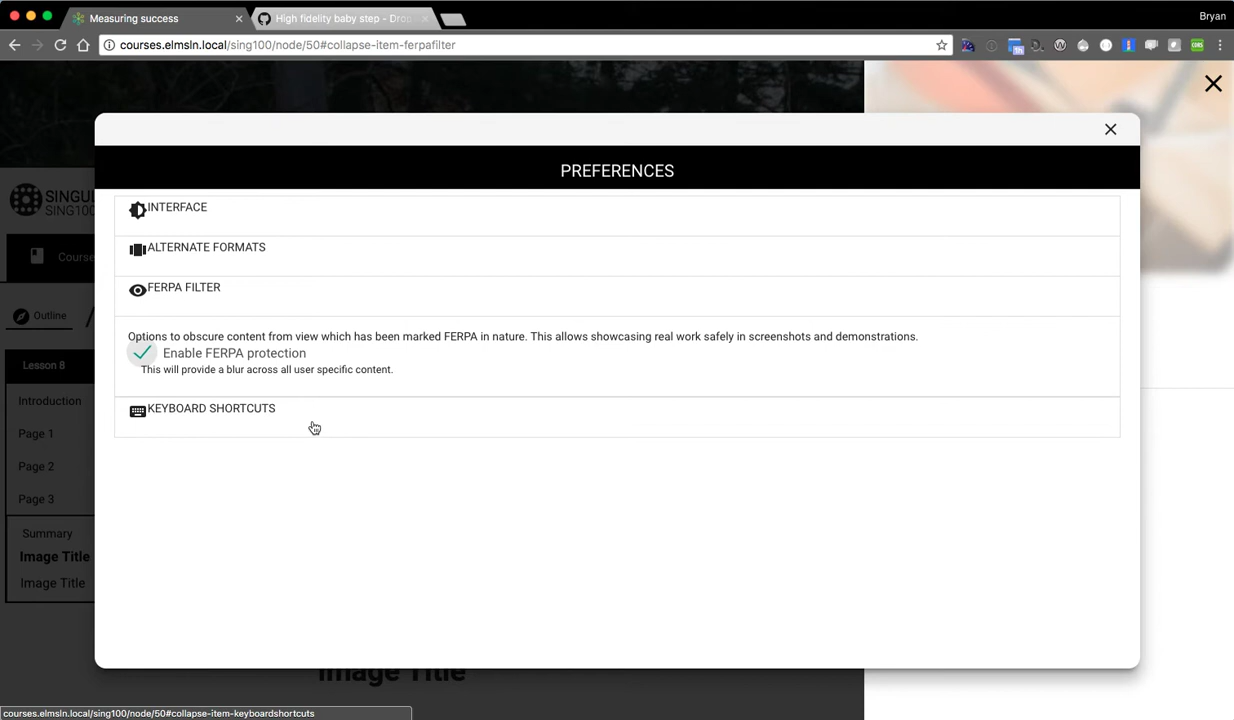 Measuring success
High fidelity baby step - Drop
Bryan
courses.elmsln.local/sing100/node/50#collapse-item-ferpafilter
PREFERENCES
INTERFACE
ALTERNATE FORMATS
FERPA FILTER
Options to obscure content from view which has been marked FERPA in nature. This allows showcasing real work safely in screenshots and demonstrations.
Enable FERPA protection
This will provide a blur across all user specific content.
KEYBOARD SHORTCUTS
SINGUL
SING100
Course
Outline
Lesson 8
Introduction
Page 1
Page 2
Page 3
Summary
Image Title
Image Title
Image Title
courses.elmsln.local/sing100/node/50#collapse-item-keyboardshortcuts